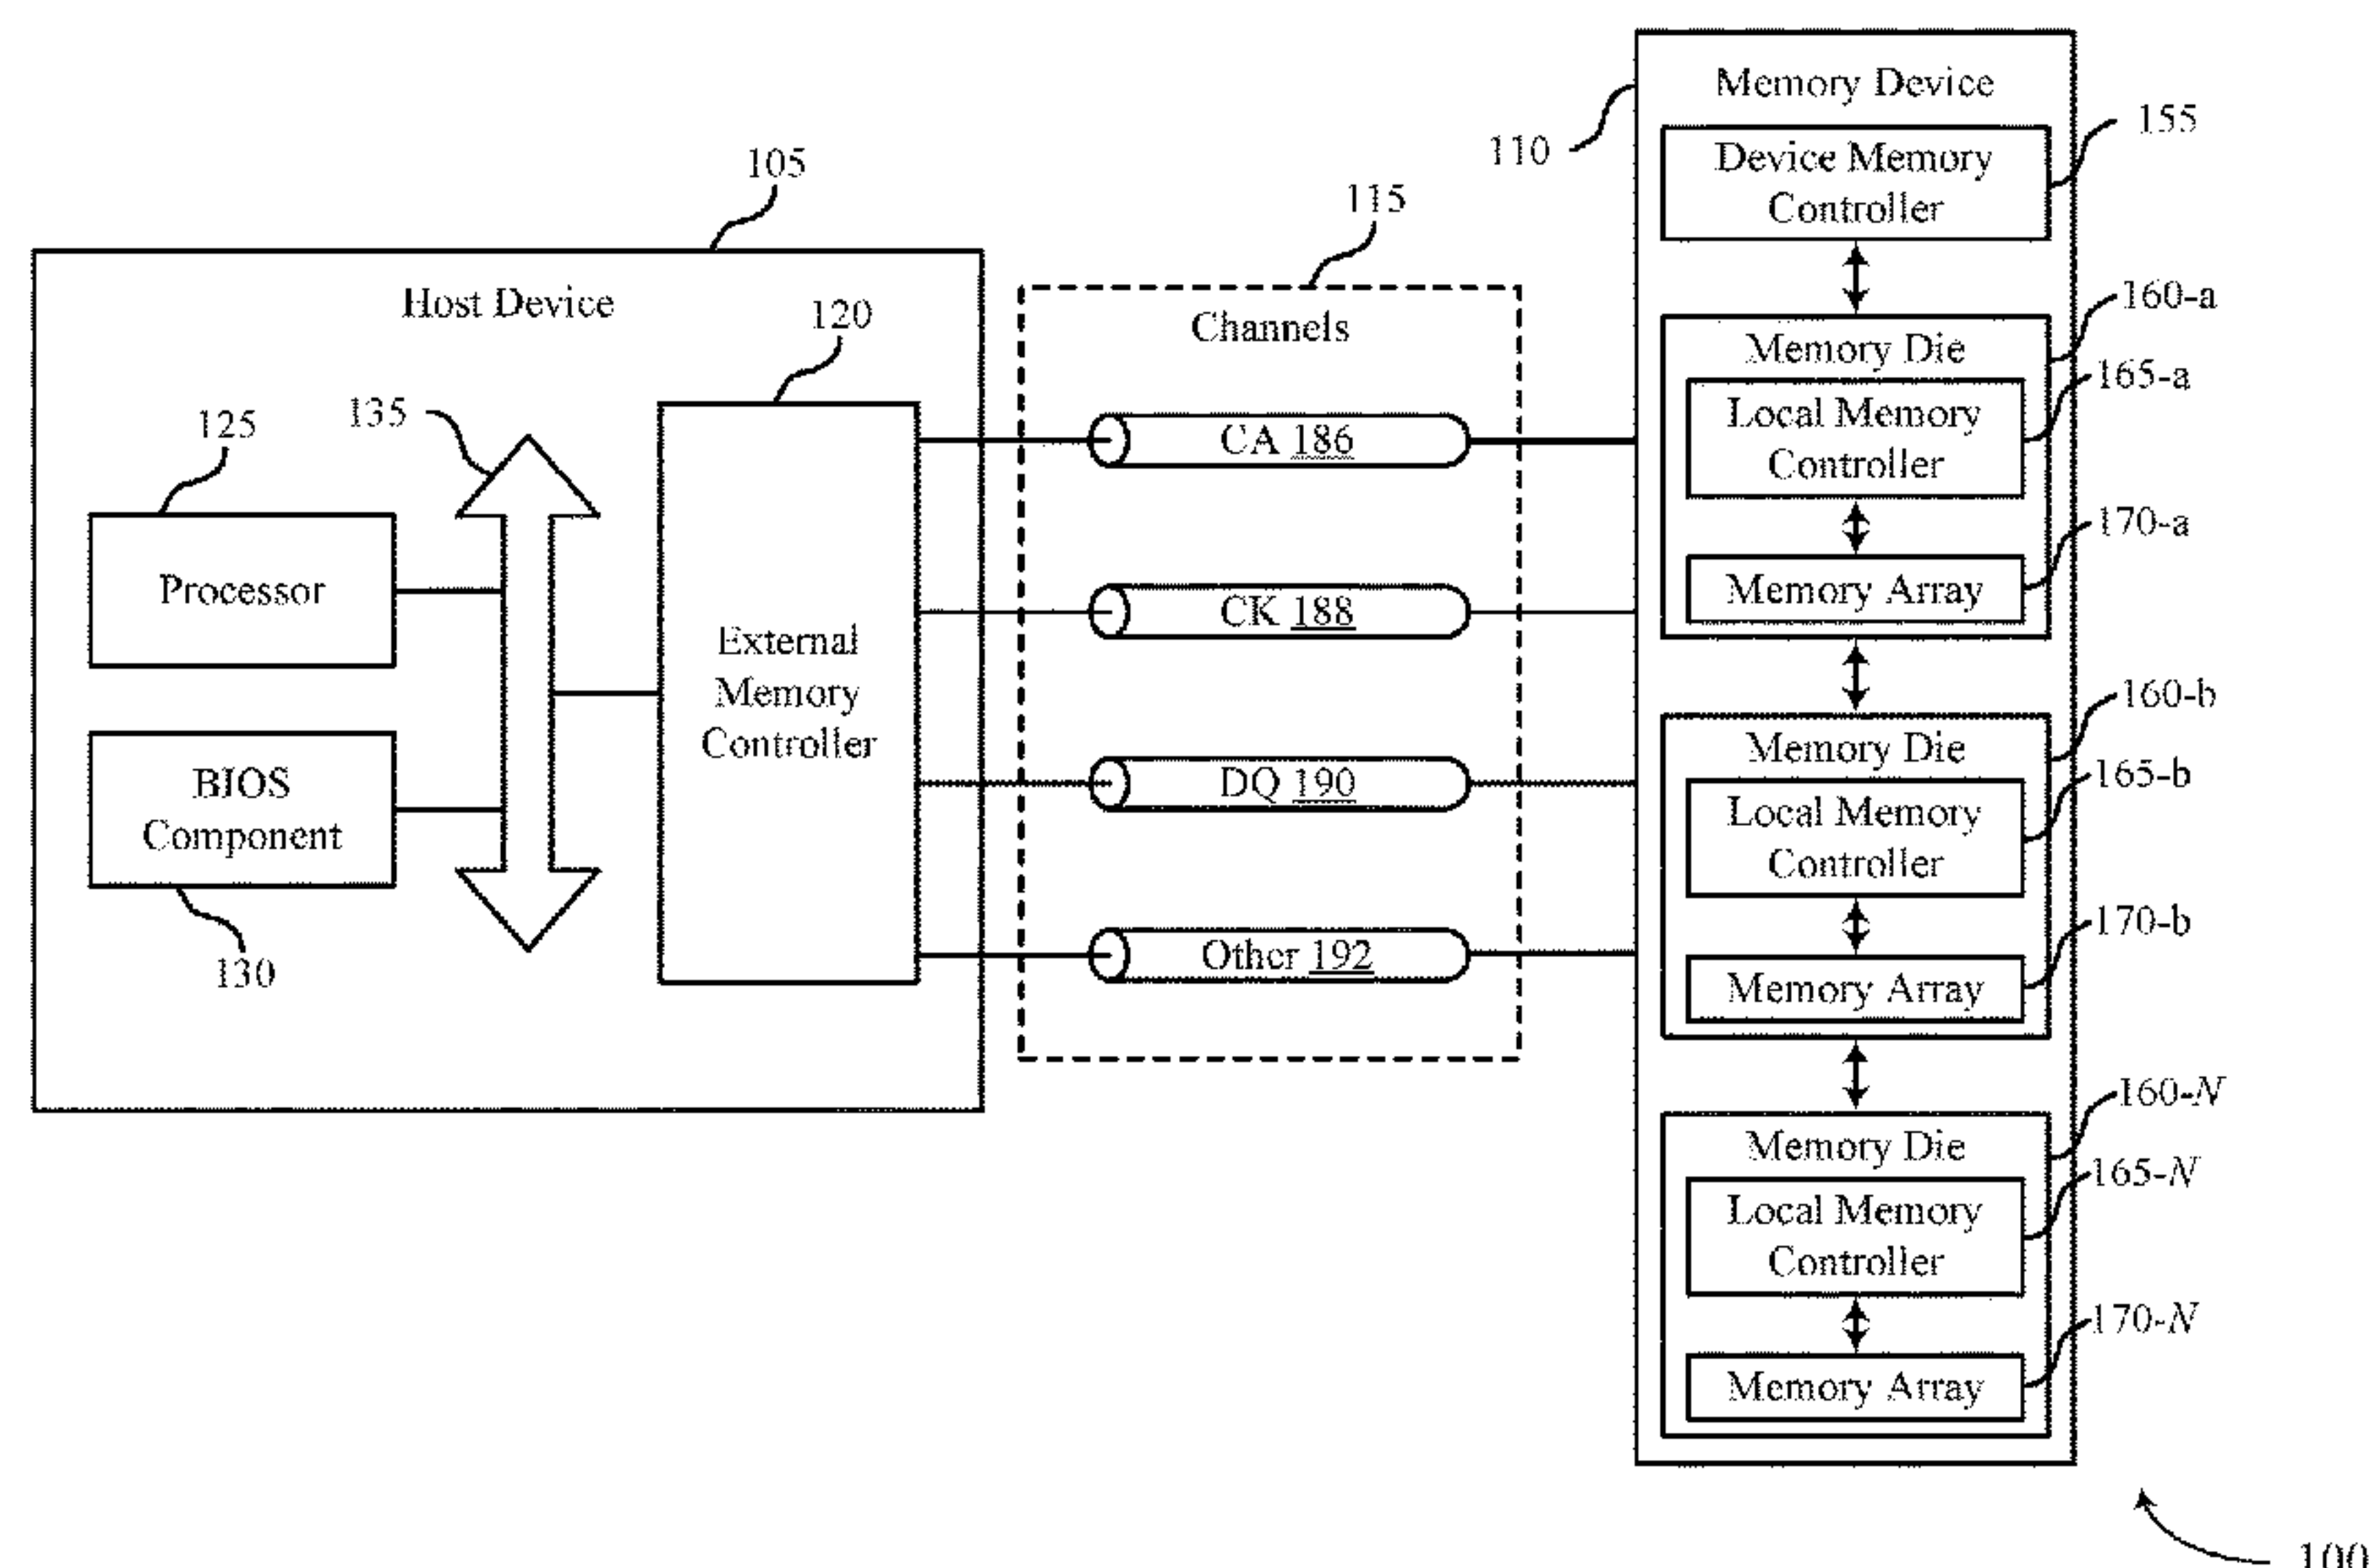 105
Host Device
120
125
135
Processor
External
Memory
Controller
BIOS
Component
130
115
Channels
CA 186
CK 188
DQ 190
Other 192
110
Memory Device
155
Device Memory
Controller
160-a
Memory Die
165-a
Local Memory
Controller
170-a
Memory Array
160-b
Memory Die
165-b
Local Memory
Controller
170-b
Memory Array
160-N
Memory Die
165-N
Local Memory
Controller
170-N
Memory Array
100